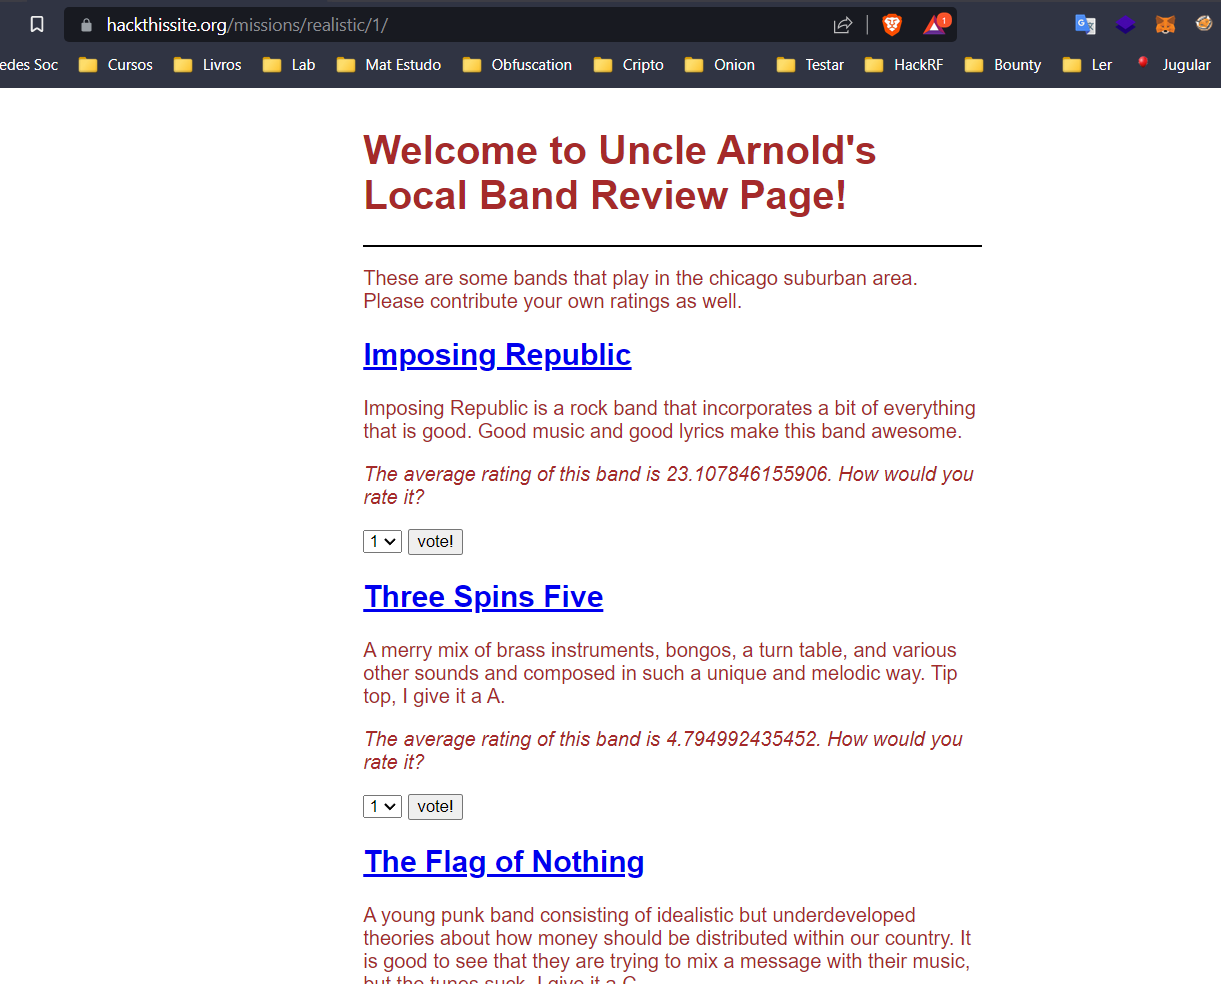 hackthissite.org/missions/realistic/1/
1
edes Soc Cursos Livros Lab Mat Estudo Obfuscation Cripto Onion Testar HackRF Bounty Ler Jugular
Welcome to Uncle Arnold's
Local Band Review Page!
These are some bands that play in the chicago suburban area.
Please contribute your own ratings as well.
Imposing Republic
Imposing Republic is a rock band that incorporates a bit of everything
that is good. Good music and good lyrics make this band awesome.
The average rating of this band is 23.107846155906. How would you
rate it?
1 vote!
Three Spins Five
A merry mix of brass instruments, bongos, a turn table, and various
other sounds and composed in such a unique and melodic way. Tip
top, I give it a A.
The average rating of this band is 4.794992435452. How would you
rate it?
1 vote!
The Flag of Nothing
A young punk band consisting of idealistic but underdeveloped
theories about how money should be distributed within our country. It
is good to see that they are trying to mix a message with their music,
but the tunes suck. I give it a C.